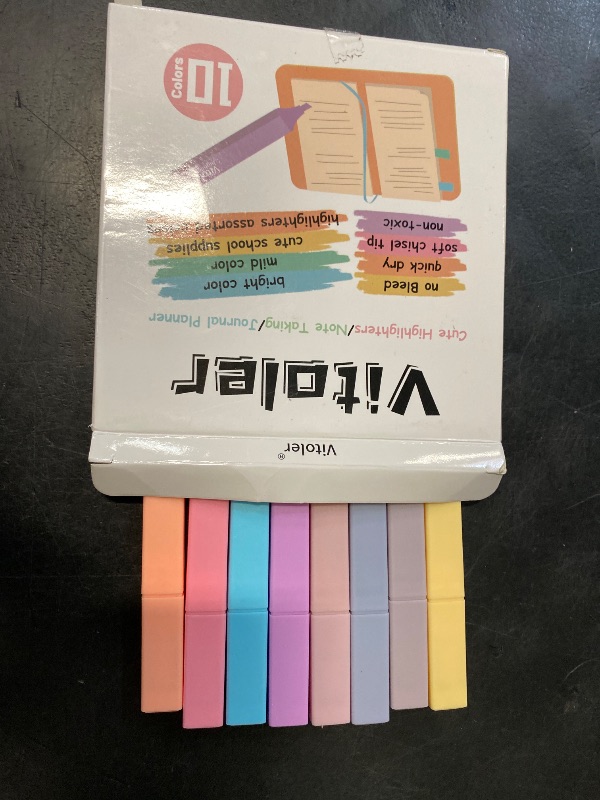 Vitoler®
Vitoler
Cute Highlighters/Note Taking/Journal Planner
no Bleed
bright color
quick dry
mild color
soft chisel tip
cute school supplies
non-toxic
highlighters assorted
10
Colors